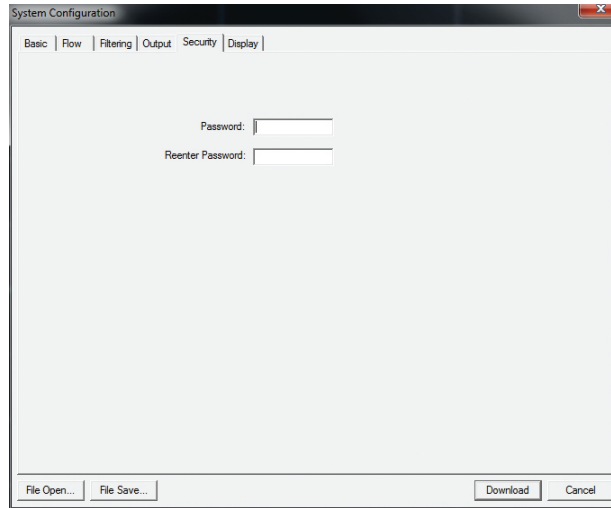 System Configuration
Basic Flow Filtering Output Security Display
Password:
Reenter Password:
File Open... File Save... Download Cancel